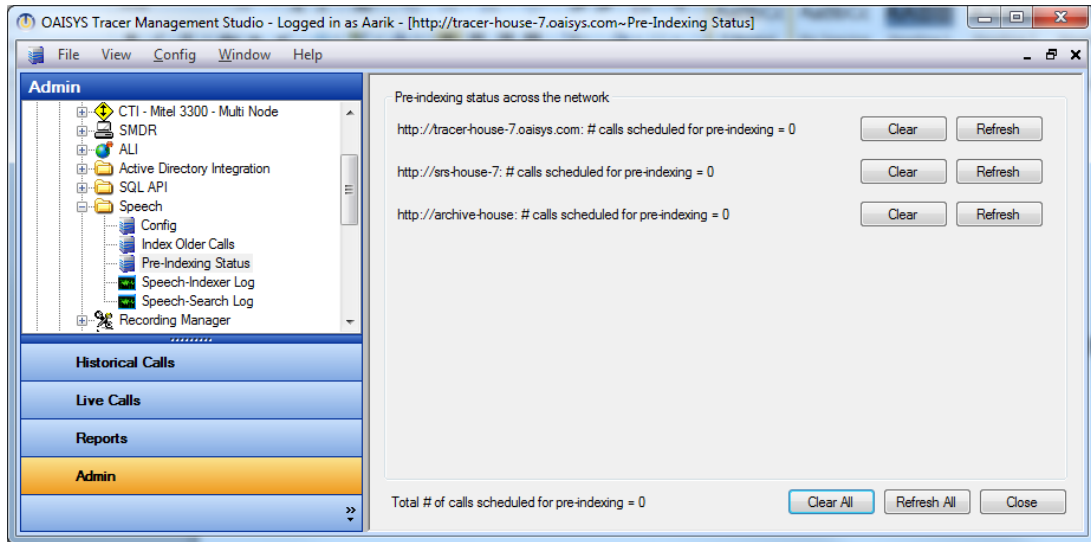 OAISYS Tracer Management Studio - Logged in as Aarik - [http://tracer-house-7.oaisys.com~Pre-Indexing Status]
File View Config Window Help
Admin
CTI - Mitel 3300 - Multi Node
SMDR
ALI
Active Directory Integration
SQL API
Speech
Config
Index Older Calls
Pre-Indexing Status
Speech-Indexer Log
Speech-Search Log
Recording Manager
Historical Calls
Live Calls
Reports
Admin
Pre-indexing status across the network
http://tracer-house-7.oaisys.com: # calls scheduled for pre-indexing = 0 Clear Refresh
http://srs-house-7: # calls scheduled for pre-indexing = 0 Clear Refresh
http://archive-house: # calls scheduled for pre-indexing = 0 Clear Refresh
Total # of calls scheduled for pre-indexing = 0 Clear All Refresh All Close